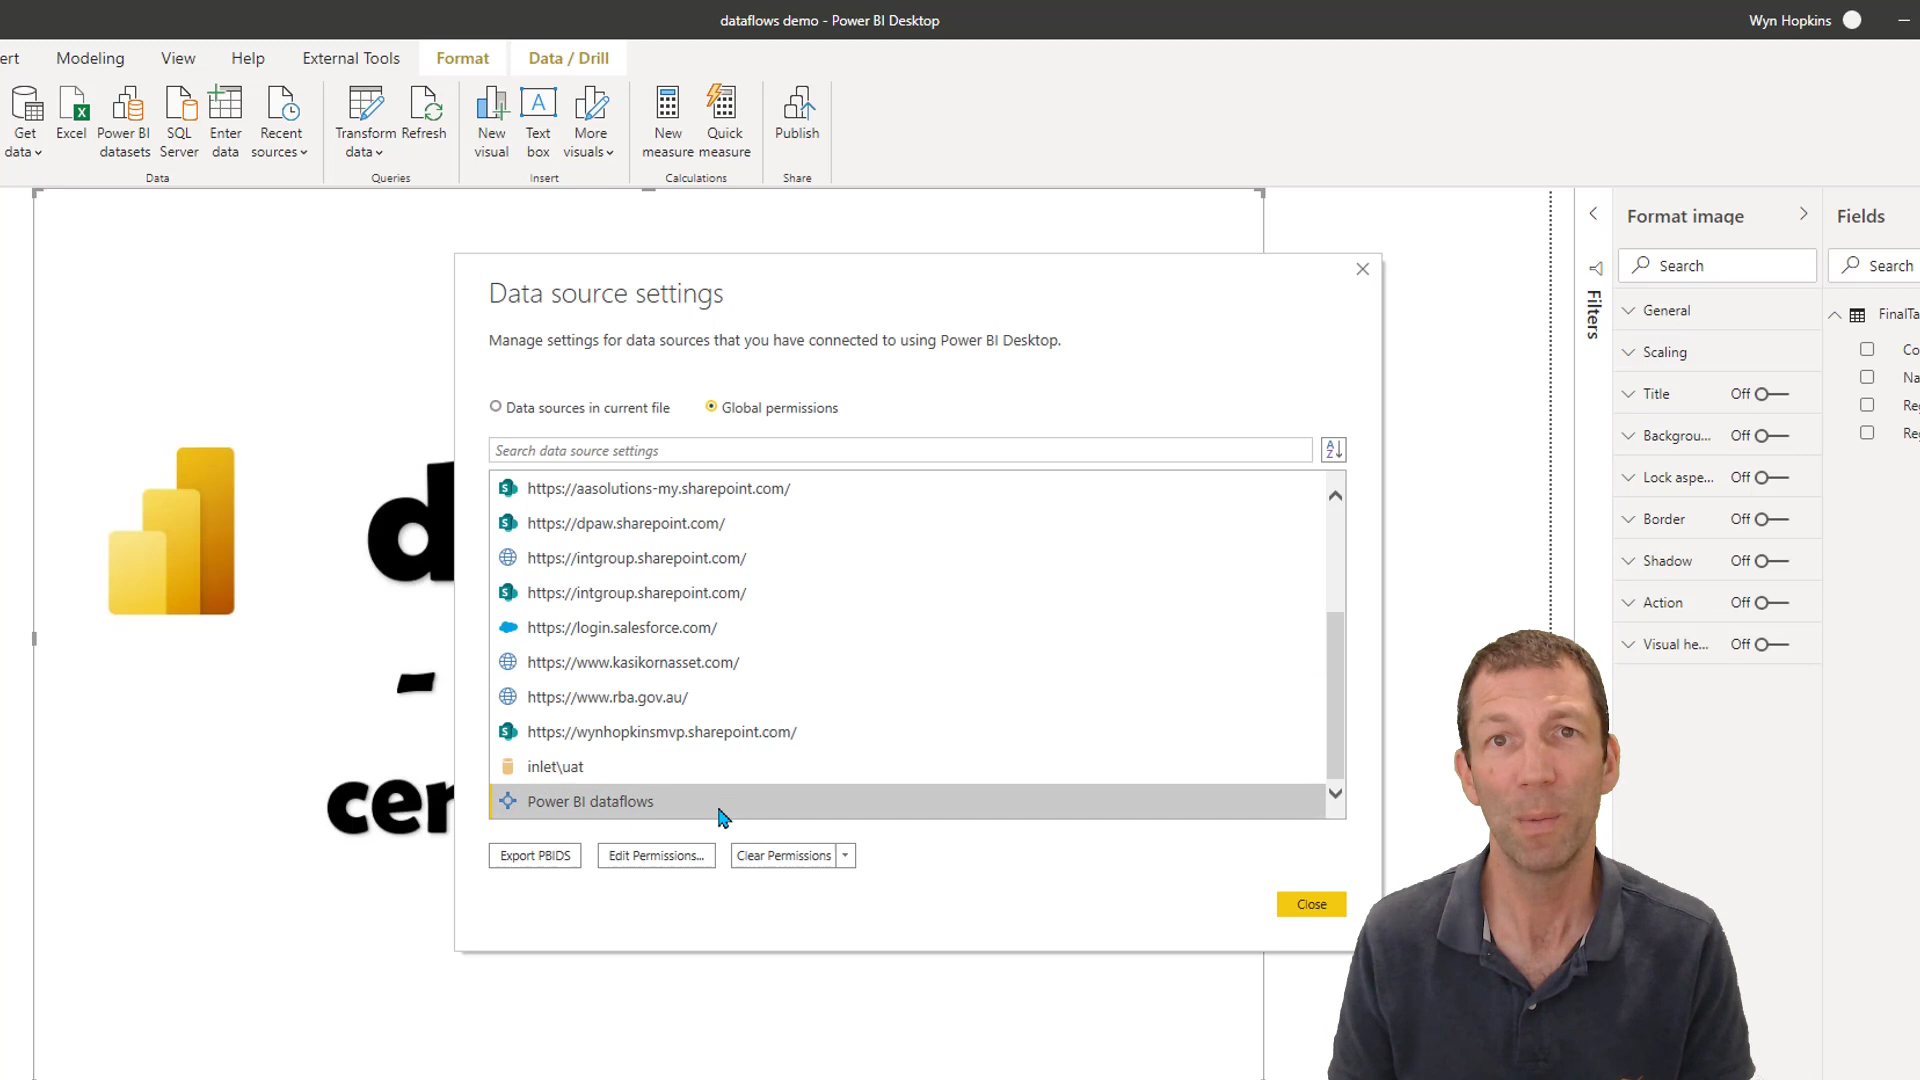 dataflows demo - Power BI Desktop
Wyn Hopkins
ert Modeling View Help External Tools Format Data / Drill
Get data
Excel
Power BI datasets
SQL Server
Enter data
Recent sources
Transform data
Refresh
New visual
Text box
More visuals
New measure
Quick measure
Publish
Data
Queries
Insert
Calculations
Share
Data source settings
Manage settings for data sources that you have connected to using Power BI Desktop.
Data sources in current file Global permissions
Search data source settings
https://aasolutions-my.sharepoint.com/
https://dpaw.sharepoint.com/
https://intgroup.sharepoint.com/
https://intgroup.sharepoint.com/
https://login.salesforce.com/
https://www.kasikornasset.com/
https://www.rba.gov.au/
https://wynhopkinsmvp.sharepoint.com/
inlet\uat
Power BI dataflows
Export PBIDS Edit Permissions... Clear Permissions
Close
d
-
cer
Filters
Format image
Search
General
Scaling
Title Off
Backgrou... Off
Lock aspe... Off
Border Off
Shadow Off
Action Off
Visual he... Off
Fields
Search
FinalTa
Co
Na
Reg
Reg